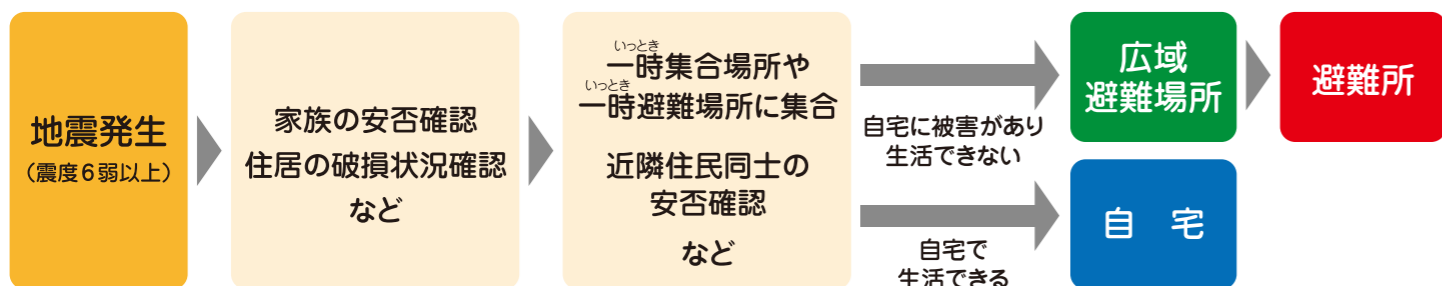 地震発生
（震度6弱以上）
家族の安否確認
住居の破損状況確認
など
いっとき
一時集合場所や
いっとき
一時避難場所に集合
近隣住民同士の
安否確認
など
自宅に被害があり
生活できない
広域
避難場所
避難所
自宅で
生活できる
自　宅